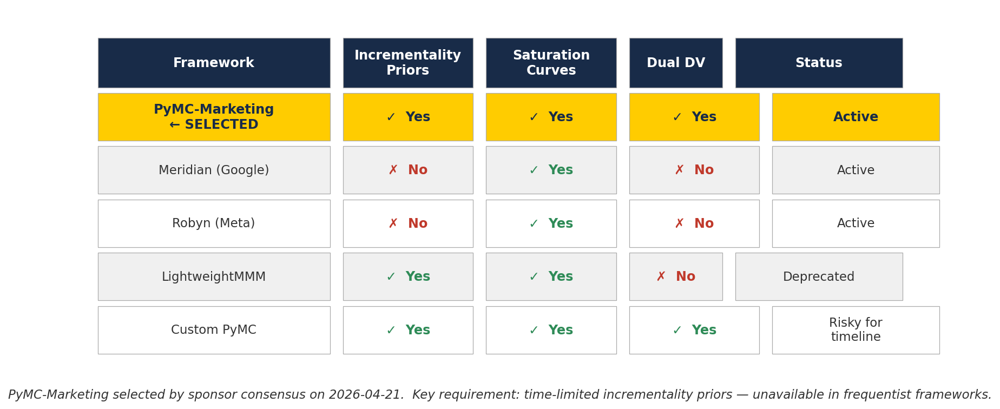 Framework
Incrementality
Priors
Saturation
Curves
Dual DV
Status
PyMC-Marketing
← SELECTED
✓ Yes
✓ Yes
✓ Yes
Active
Meridian (Google)
✗ No
✓ Yes
✗ No
Active
Robyn (Meta)
✗ No
✓ Yes
✗ No
Active
LightweightMMM
✓ Yes
✓ Yes
✗ No
Deprecated
Custom PyMC
✓ Yes
✓ Yes
✓ Yes
Risky for
timeline
PyMC-Marketing selected by sponsor consensus on 2026-04-21.  Key requirement: time-limited incrementality priors — unavailable in frequentist frameworks.